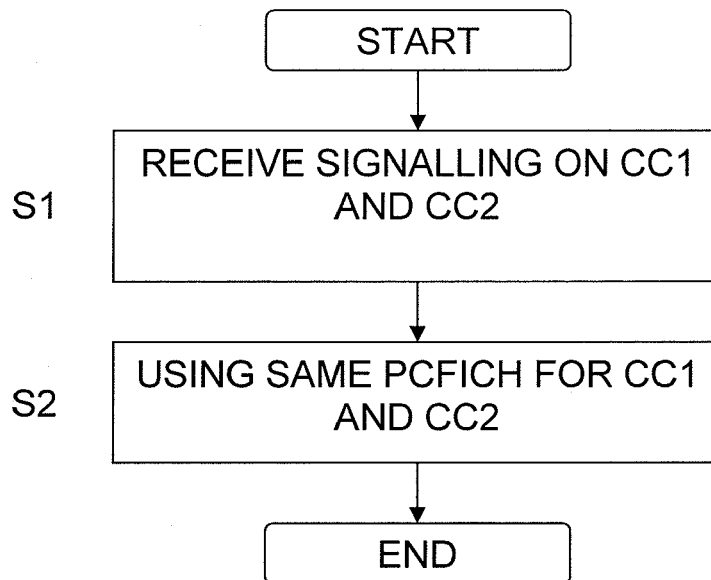 START
S1
RECEIVE SIGNALLING ON CC1
AND CC2
S2
USING SAME PCFICH FOR CC1
AND CC2
END